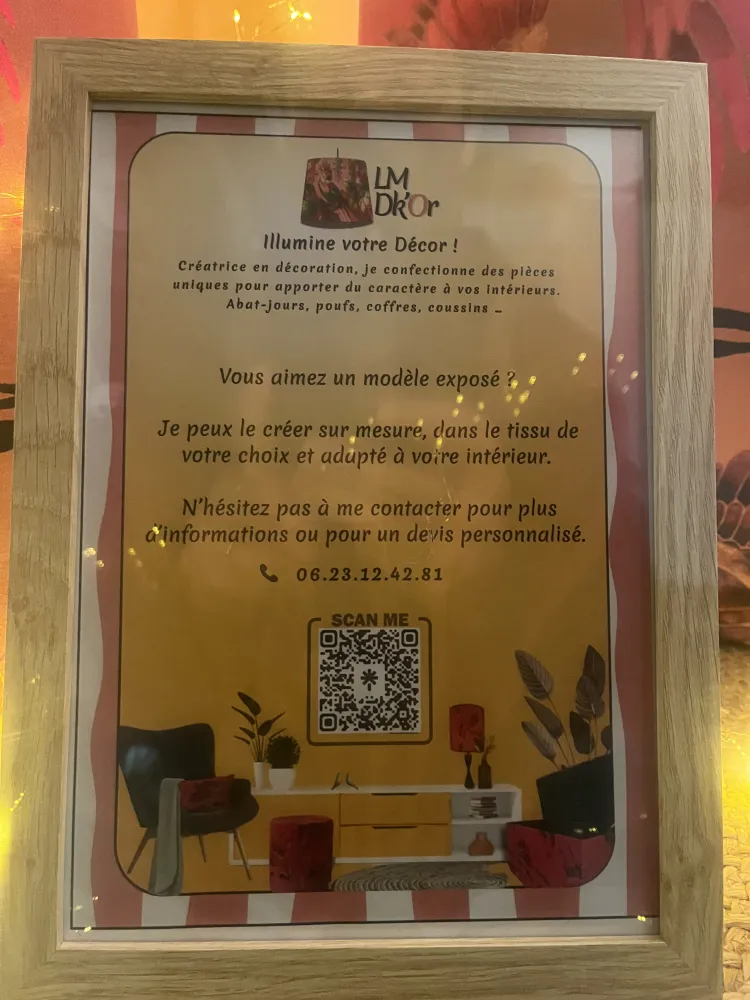 LM
Dk'Or
Illumine votre Décor !
Créatrice en décoration, je confectionne des pièces
uniques pour apporter du caractère à vos intérieurs.
Abat-jours, poufs, coffres, coussins ...
Vous aimez un modèle exposé ?
Je peux le créer sur mesure, dans le tissu de
votre choix et adapté à votre intérieur.
N'hésitez pas à me contacter pour plus
d'informations ou pour un devis personnalisé.
06.23.12.42.81
SCAN ME